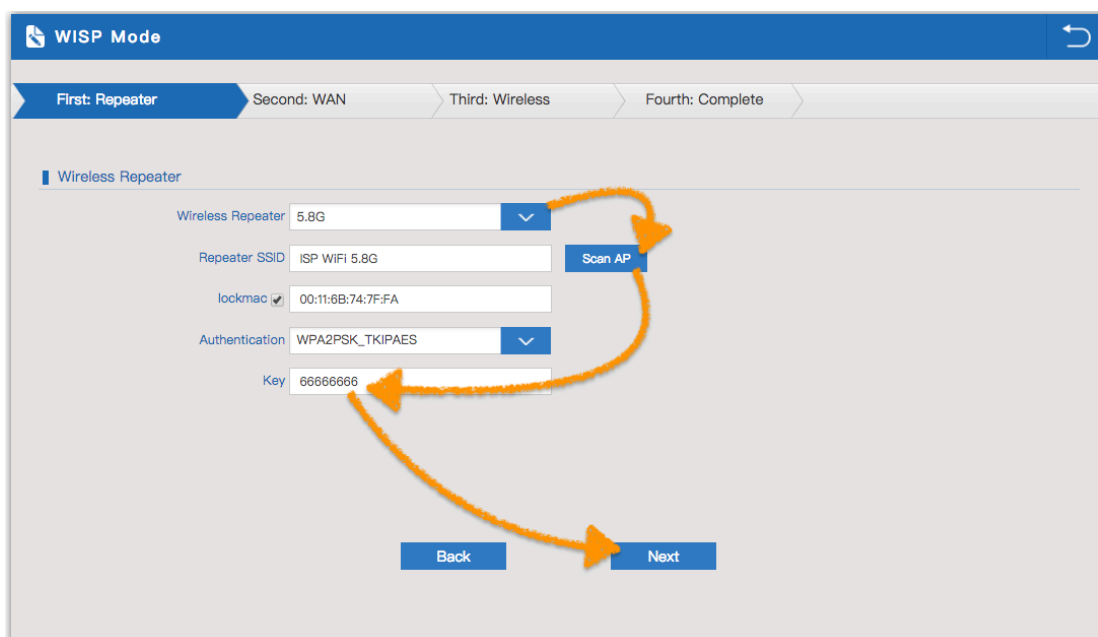 WISP Mode
First: Repeater Second: WAN Third: Wireless Fourth: Complete
Wireless Repeater
Wireless Repeater 5.8G
Repeater SSID ISP WiFi 5.8G Scan AP
lockmac 00:11:6B:74:7F:FA
Authentication WPA2PSK_TKIPAES
Key 66666666
Back Next